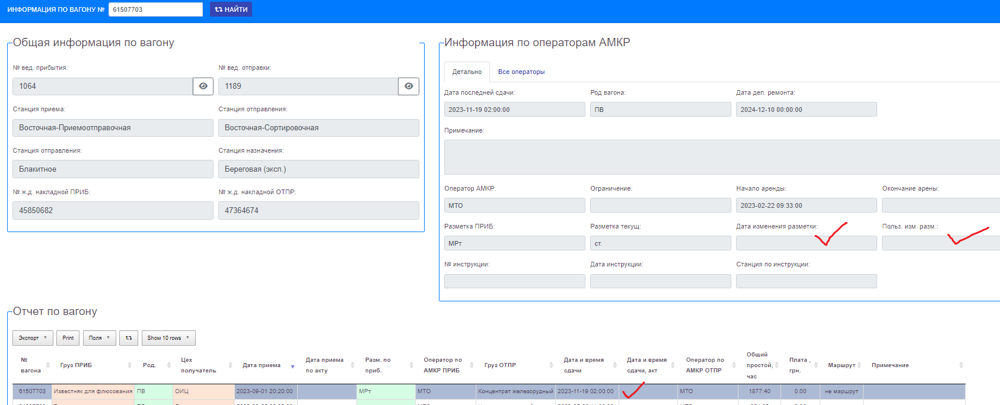 ИНФОРМАЦИЯ ПО ВАГОНУ № 61507703 НАЙТИ
Общая информация по вагону
№ вед. прибытия: № вед. отправки:
1064 1189
Станция приема: Станция отправления:
Восточная-Приемоотправочная Восточная-Сортировочная
Станция отправления: Станция назначения:
Блакитное Береговая (эксп.)
№ ж.д. накладной ПРИБ: № ж.д. накладной ОТПР:
45850682 47364674
Информация по операторам АМКР
Детально Все операторы
Дата последней сдачи: Род вагона: Дата деп. ремонта:
2023-11-19 02:00:00 ПВ 2024-12-10 00:00:00
Примечание:
Оператор АМКР: Ограничение: Начало аренды: Окончание арены:
МТО 2023-02-22 09:33:00
Разметка ПРИБ: Разметка текущ: Дата изменения разметки: Польз. изм. разм.:
МРт ст.
№ инструкции: Дата инструкции: Станция по инструкции:
Отчет по вагону
Экспорт Print Поля Show 10 rows
№ вагона Груз ПРИБ Род. Цех получатель Дата приема Дата приема по акту Разм. по приб. Оператор по АМКР ПРИБ Груз ОТПР Дата и время сдачи Дата и время сдачи, акт Оператор по АМКР ОТПР Общий простой, час Плата , грн. Маршрут Примечание
61507703 Известняк для флюсования ПВ ОИЦ 2023-09-01 20:20:00 МРт МТО Концентрат железорудный 2023-11-19 02:00:00 МТО 1877:40 0.00 не маршрут